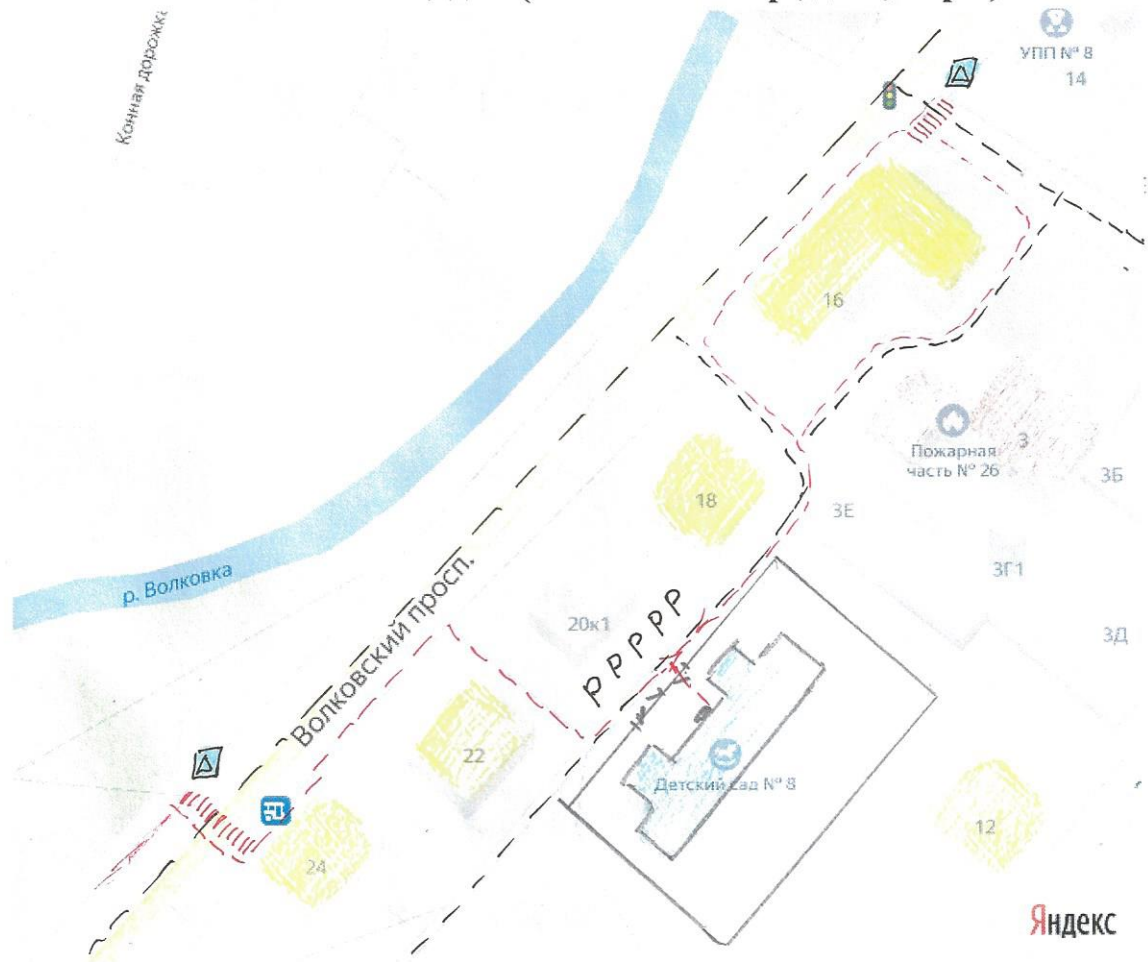 Конная дорожка
УПП № 8
14
16
Пожарная
часть № 26
3
3Б
18
3Е
3Г1
р. Волковка
20к1
3Д
Р Р Р Р Р
Волковский просп.
22
Детский сад № 8
12
24
Яндекс